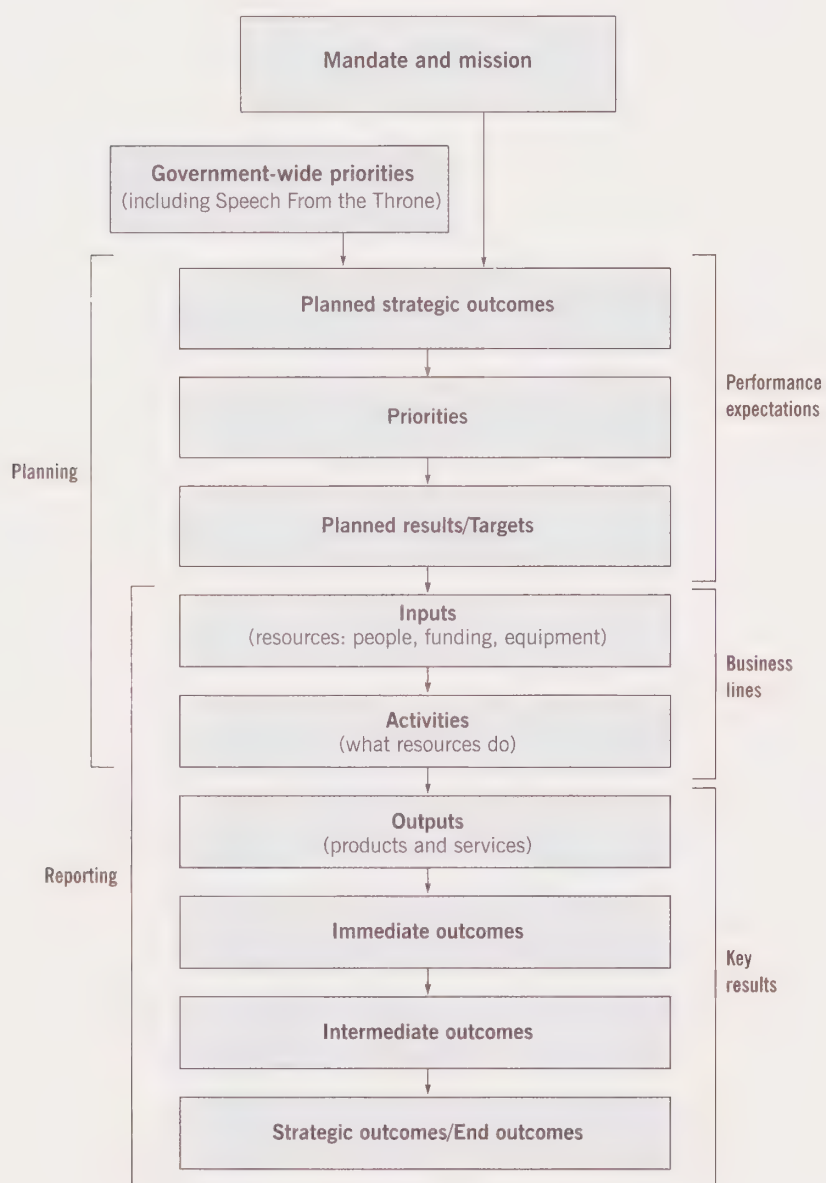 Mandate and mission
Government-wide priorities
(including Speech From the Throne)
Planned strategic outcomes
Performance
expectations
Priorities
Planning
Planned results/Targets
Inputs
(resources: people, funding, equipment)
Business
lines
Activities
(what resources do)
Outputs
(products and services)
Reporting
Immediate outcomes
Key
results
Intermediate outcomes
Strategic outcomes/End outcomes